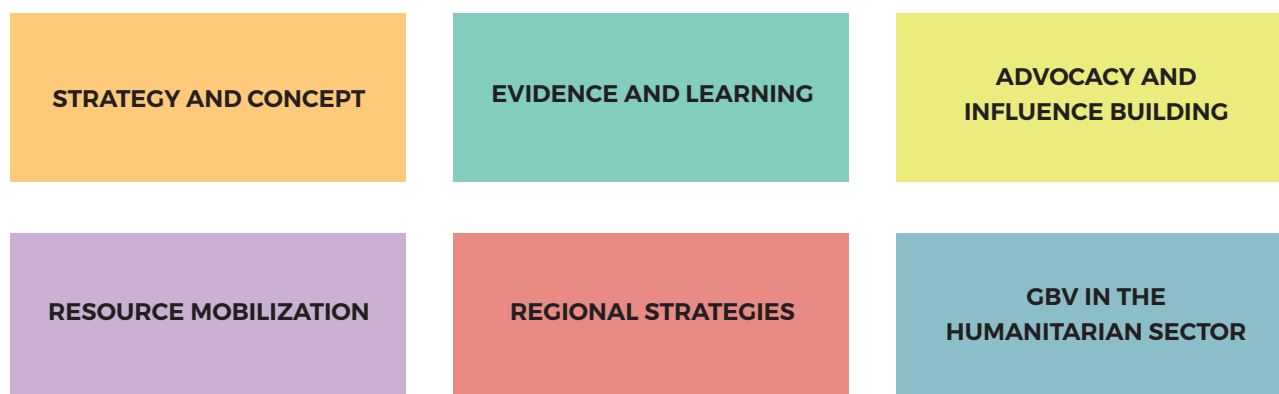 STRATEGY AND CONCEPT
EVIDENCE AND LEARNING
ADVOCACY AND
INFLUENCE BUILDING
RESOURCE MOBILIZATION
REGIONAL STRATEGIES
GBV IN THE
HUMANITARIAN SECTOR